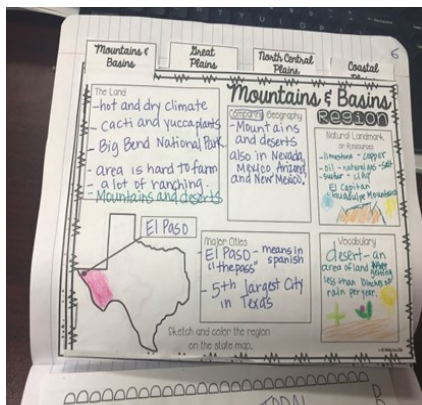 Mountains &
Basins
Great
Plains
North Central
Plains
Coastal
6
Mountains & Basins
REGION
The Land
-hot and dry climate
- cacti and yucca plants
- Big Bend National Park
- area is hard to farm
- a lot of ranching.
- Mountains and deserts
Comparing Geography
-Mountains
and deserts
also in Nevada,
Mexico, Arizona,
and New Mexico.
Natural Landmark
or Resources
-limestone -copper
-oil -natural gas -salt
-sulfur -clay
El Capitan
Guadalupe Mountains
El Paso
Major Cities
-El Paso - means in
spanish
"the pass"
- 5th largest city
in Texas
Vocabulary
desert-an
area of land getting
less than 10 inches of
rain per year.
Sketch and color the region
on the state map.